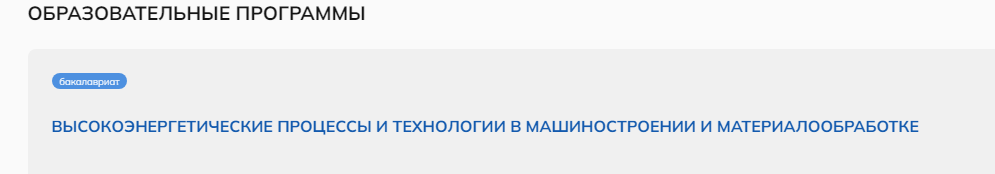 ОБРАЗОВАТЕЛЬНЫЕ ПРОГРАММЫ
бакалавриат
ВЫСОКОЭНЕРГЕТИЧЕСКИЕ ПРОЦЕССЫ И ТЕХНОЛОГИИ В МАШИНОСТРОЕНИИ И МАТЕРИАЛООБРАБОТКЕ